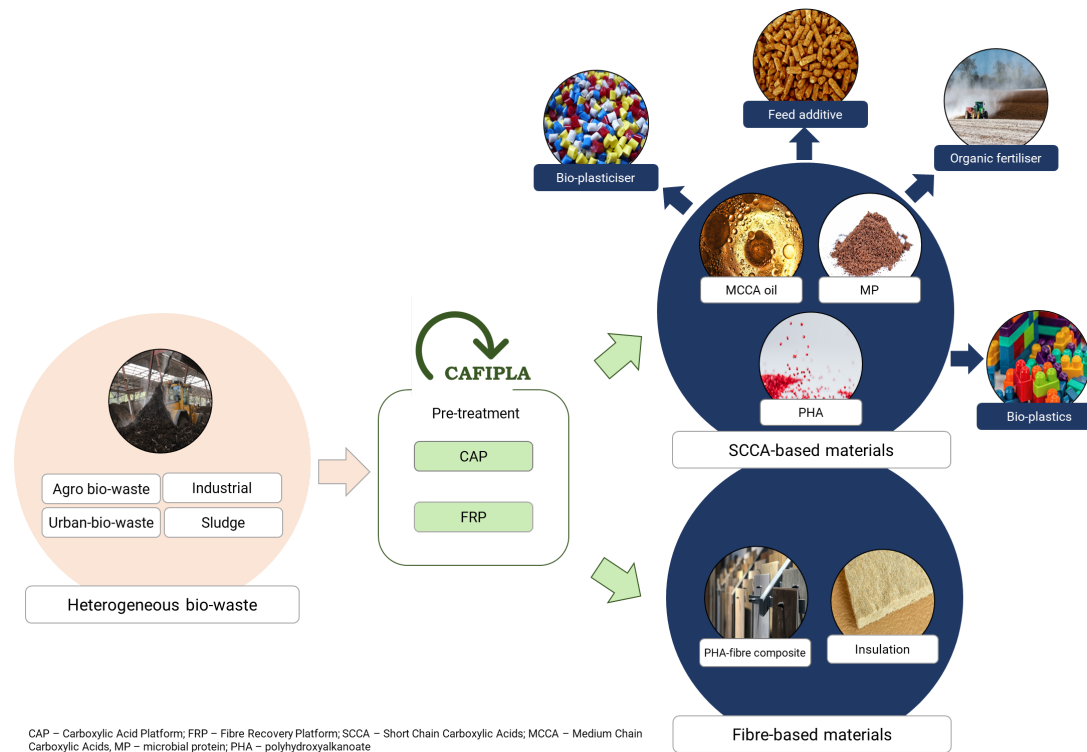 Feed additive
Organic fertiliser
Bio-plasticiser
MCCA oil
MP
PHA
Bio-plastics
SCCA-based materials
CAFIPLA
Pre-treatment
CAP
FRP
Agro bio-waste
Industrial
Urban-bio-waste
Sludge
Heterogeneous bio-waste
PHA-fibre composite
Insulation
Fibre-based materials
CAP – Carboxylic Acid Platform; FRP – Fibre Recovery Platform; SCCA – Short Chain Carboxylic Acids; MCCA – Medium Chain
Carboxylic Acids, MP – microbial protein; PHA – polyhydroxyalkanoate